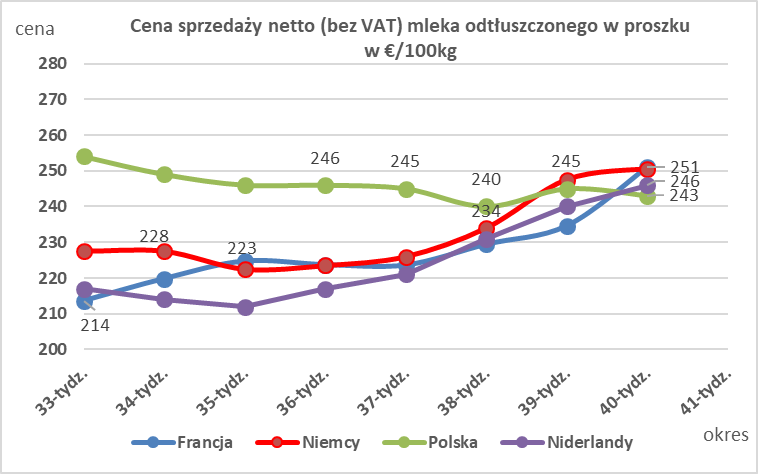 cena
Cena sprzedaży netto (bez VAT) mleka odtłuszczonego w proszku
w €/100kg
280
270
260
250
240
230
220
210
200
214
228
223
246
245
240
234
245
251
246
243
33-tydz.
34-tydz.
35-tydz.
36-tydz.
37-tydz.
38-tydz.
39-tydz.
40-tydz.
41-tydz.
okres
Francja Niemcy Polska Niderlandy